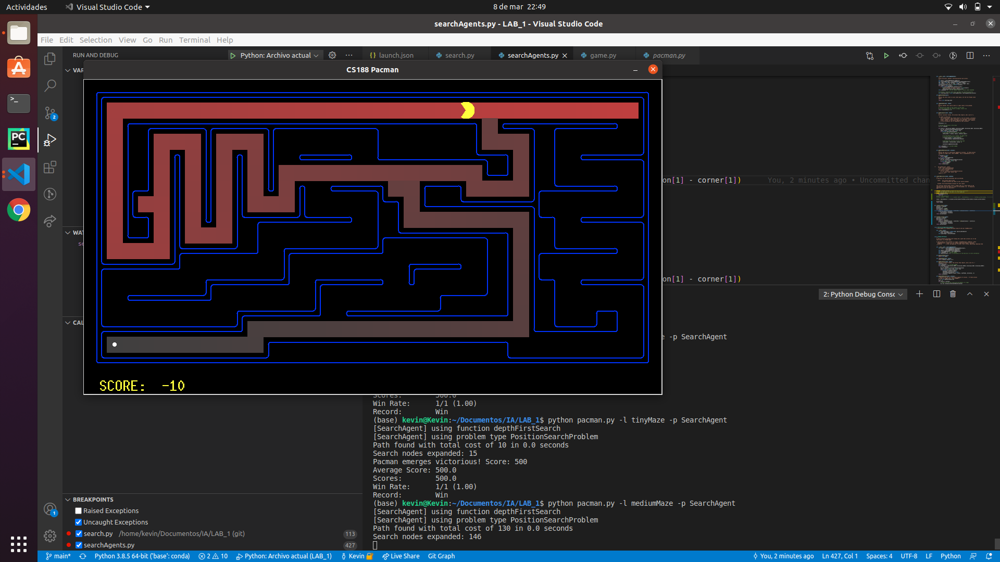 Actividades
Visual Studio Code
8 de mar 22:49
searchAgents.py - LAB_1 - Visual Studio Code
File Edit Selection View Go Run Terminal Help
RUN AND DEBUG
Python: Archivo actual
launch.json
search.py
searchAgents.py
game.py
pacman.py
VAR
CS188 Pacman
on[1] - corner[1])
You, 2 minutes ago • Uncommitted chan
WAT
se
on[1] - corner[1])
2: Python Debug Consc
CAL
e -p SearchAgent
SCORE: -10
Scores: 500.0
Win Rate: 1/1 (1.00)
Record: Win
(base) kevin@Kevin:~/Documentos/IA/LAB_1$ python pacman.py -l tinyMaze -p SearchAgent
[SearchAgent] using function depthFirstSearch
[SearchAgent] using problem type PositionSearchProblem
Path found with total cost of 10 in 0.0 seconds
Search nodes expanded: 15
Pacman emerges victorious! Score: 500
Average Score: 500.0
Scores: 500.0
Win Rate: 1/1 (1.00)
Record: Win
(base) kevin@Kevin:~/Documentos/IA/LAB_1$ python pacman.py -l mediumMaze -p SearchAgent
[SearchAgent] using function depthFirstSearch
[SearchAgent] using problem type PositionSearchProblem
Path found with total cost of 130 in 0.0 seconds
Search nodes expanded: 146
BREAKPOINTS
Raised Exceptions
Uncaught Exceptions
search.py /home/kevin/Documentos/IA/LAB_1 (git) 113
searchAgents.py 427
main* Python 3.8.5 64-bit ('base': conda) 2 10 Python: Archivo actual (LAB_1) Kevin Live Share Git Graph You, 2 minutes ago Ln 427, Col 1 Spaces: 4 UTF-8 LF Python
PC
2
1